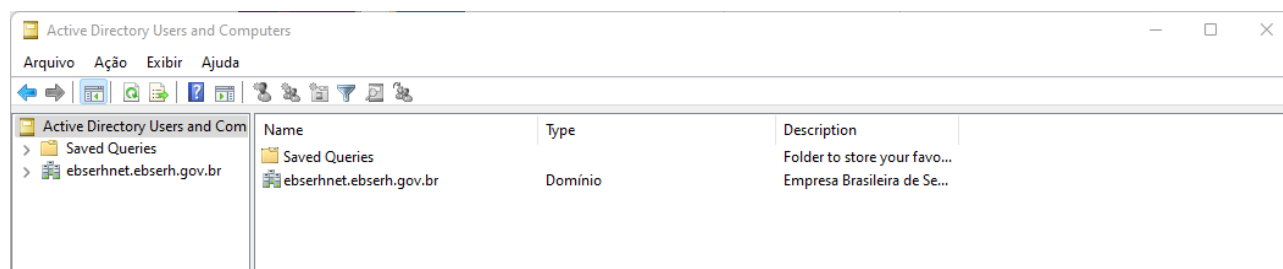 Active Directory Users and Computers
Arquivo Ação Exibir Ajuda
Active Directory Users and Com
Saved Queries
ebserhnet.ebserh.gov.br
Name Type Description
Saved Queries Folder to store your favo...
ebserhnet.ebserh.gov.br Domínio Empresa Brasileira de Se...